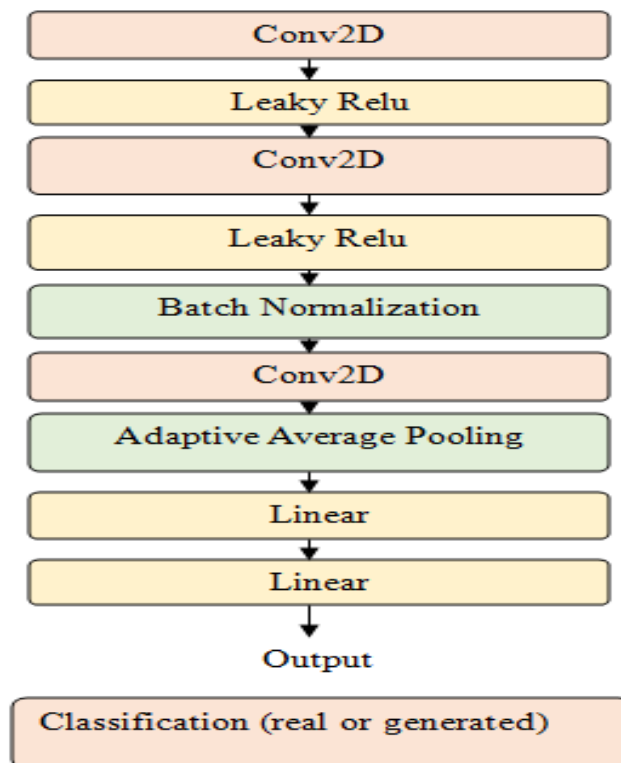 Conv2D
Leaky Relu
Conv2D
Leaky Relu
Batch Normalization
Conv2D
Adaptive Average Pooling
Linear
Linear
Output
Classification (real or generated)